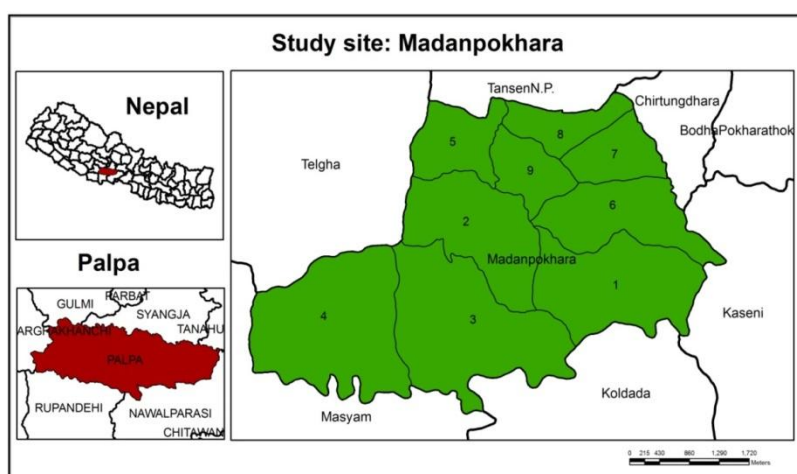 Study site: Madanpokhara
Nepal
Palpa
GULMI
PARBAT
SYANGJA
ARGHAKHANCHI
TANAHU
PALPA
RUPANDEHI
NAWALPARASI
CHITAWAN
TansenN.P.
Chirtungdhara
BodhaPokharathok
Telgha
5
8
7
9
6
2
Madanpokhara
1
4
3
Kaseni
Koldada
Masyam
0 215 430 860 1,290 1,720
Meters